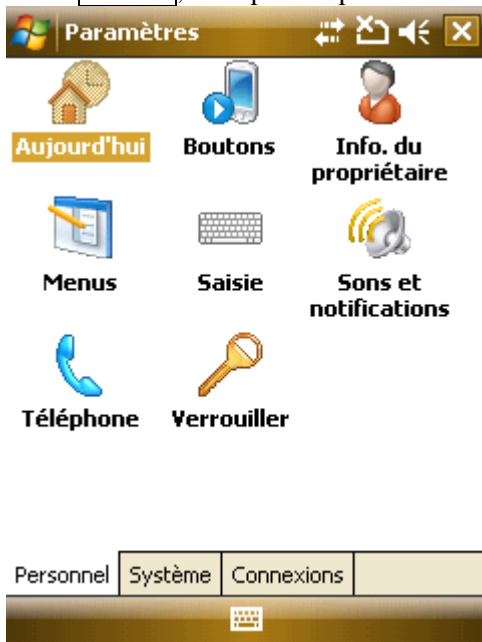 Paramètres
Aujourd'hui
Boutons
Info. du
propriétaire
Menus
Saisie
Sons et
notifications
Téléphone
Verrouiller
Personnel
Système
Connexions